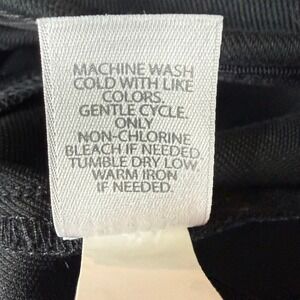 MACHINE WASH
COLD WITH LIKE
COLORS.
GENTLE CYCLE.
ONLY
NON-CHLORINE
BLEACH IF NEEDED
TUMBLE DRY LOW.
WARM IRON
IF NEEDED.